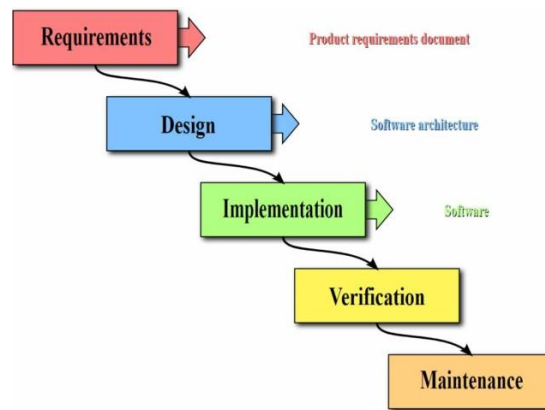 Requirements
Product requirements document
Design
Software architecture
Implementation
Software
Verification
Maintenance